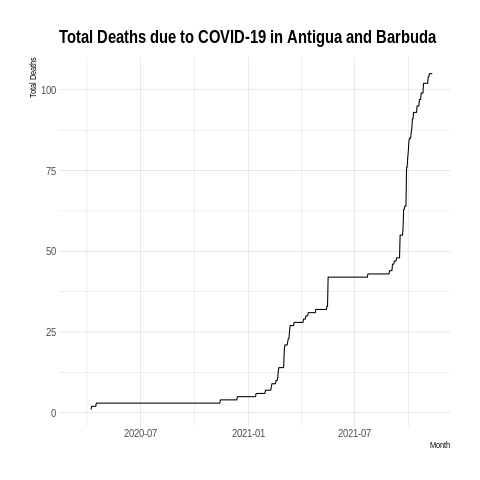 Total Deaths due to COVID-19 in Antigua and Barbuda
Total Deaths
100
75
50
25
0
2020-07 2021-01 2021-07
Month